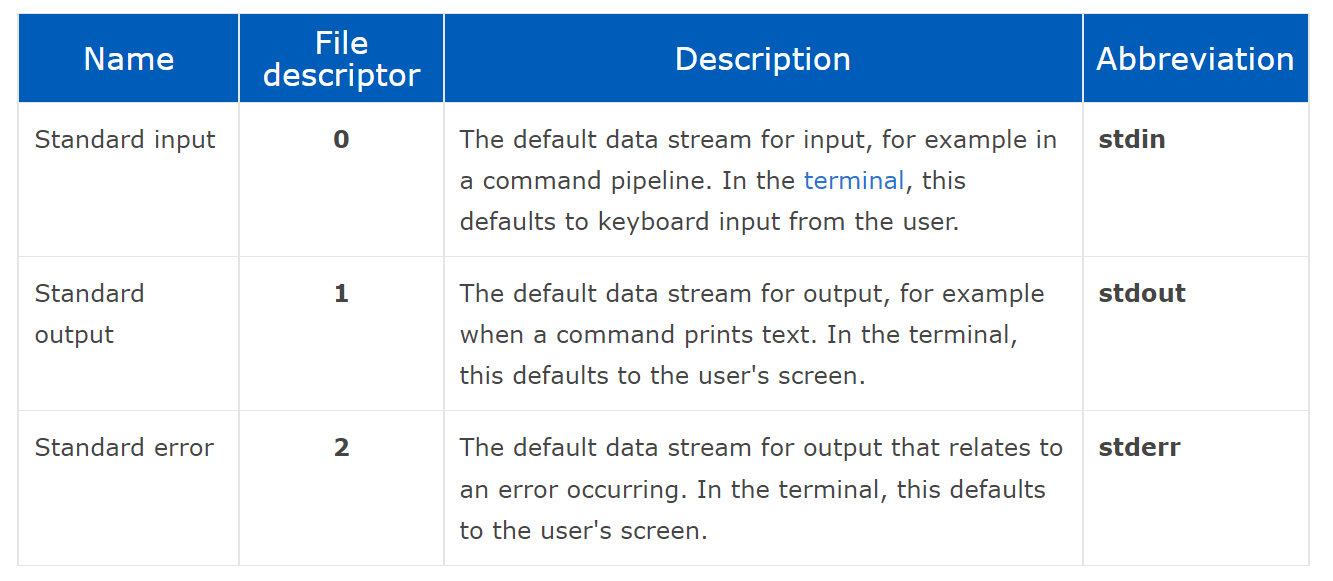 Name
File
descriptor
Description
Abbreviation
Standard input
0
The default data stream for input, for example in
a command pipeline. In the terminal, this
defaults to keyboard input from the user.
stdin
Standard
output
1
The default data stream for output, for example
when a command prints text. In the terminal,
this defaults to the user's screen.
stdout
Standard error
2
The default data stream for output that relates to
an error occurring. In the terminal, this defaults
to the user's screen.
stderr